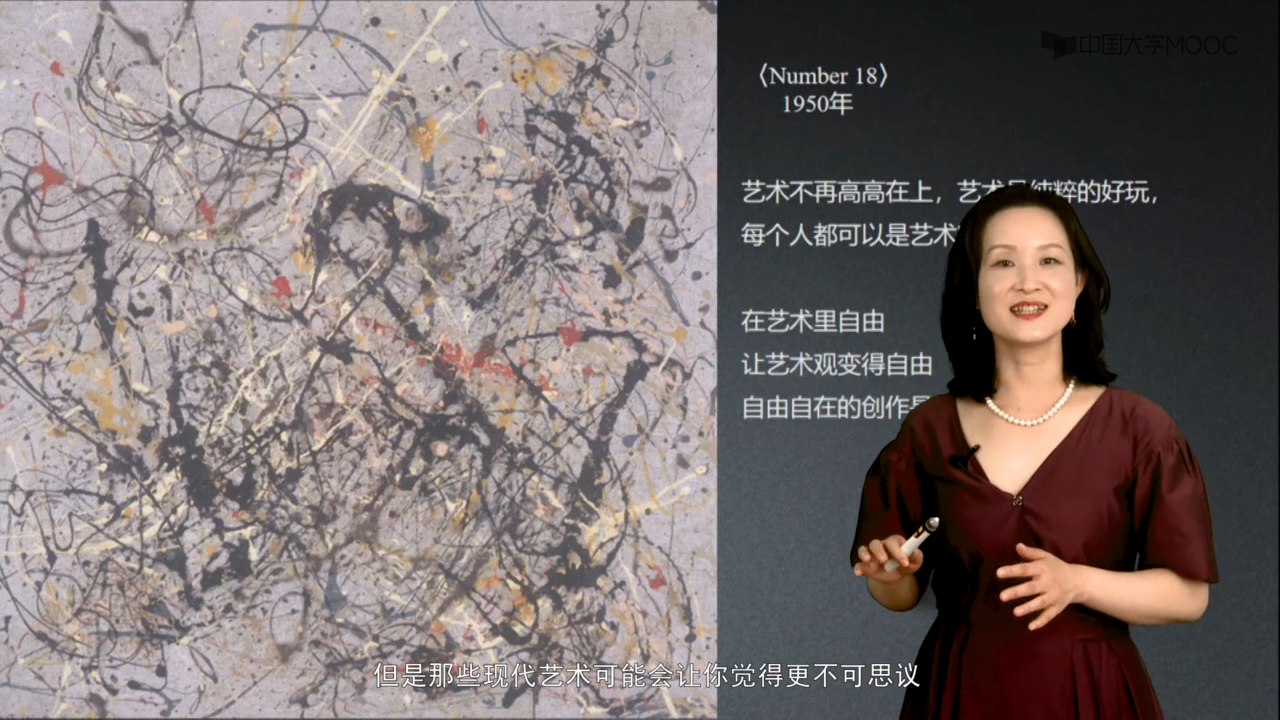 中国大学MOOC
《Number 18》
1950年
艺术不再高高在上，艺术是纯粹的好玩，
每个人都可以是艺术
在艺术里自由
让艺术观变得自由
自由自在的创作
但是那些现代艺术可能会让你觉得更不可思议